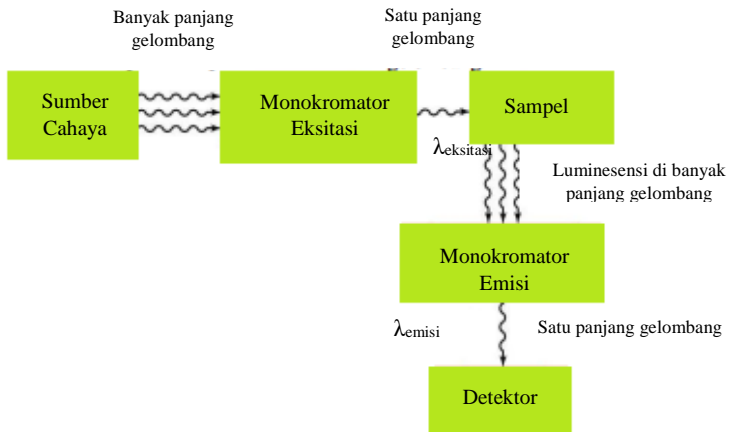 Banyak panjang
gelombang
Satu panjang
gelombang
Sumber
Cahaya
Monokromator
Eksitasi
Sampel
λeksitasi
Luminesensi di banyak
panjang gelombang
Monokromator
Emisi
λemisi
Satu panjang gelombang
Detektor